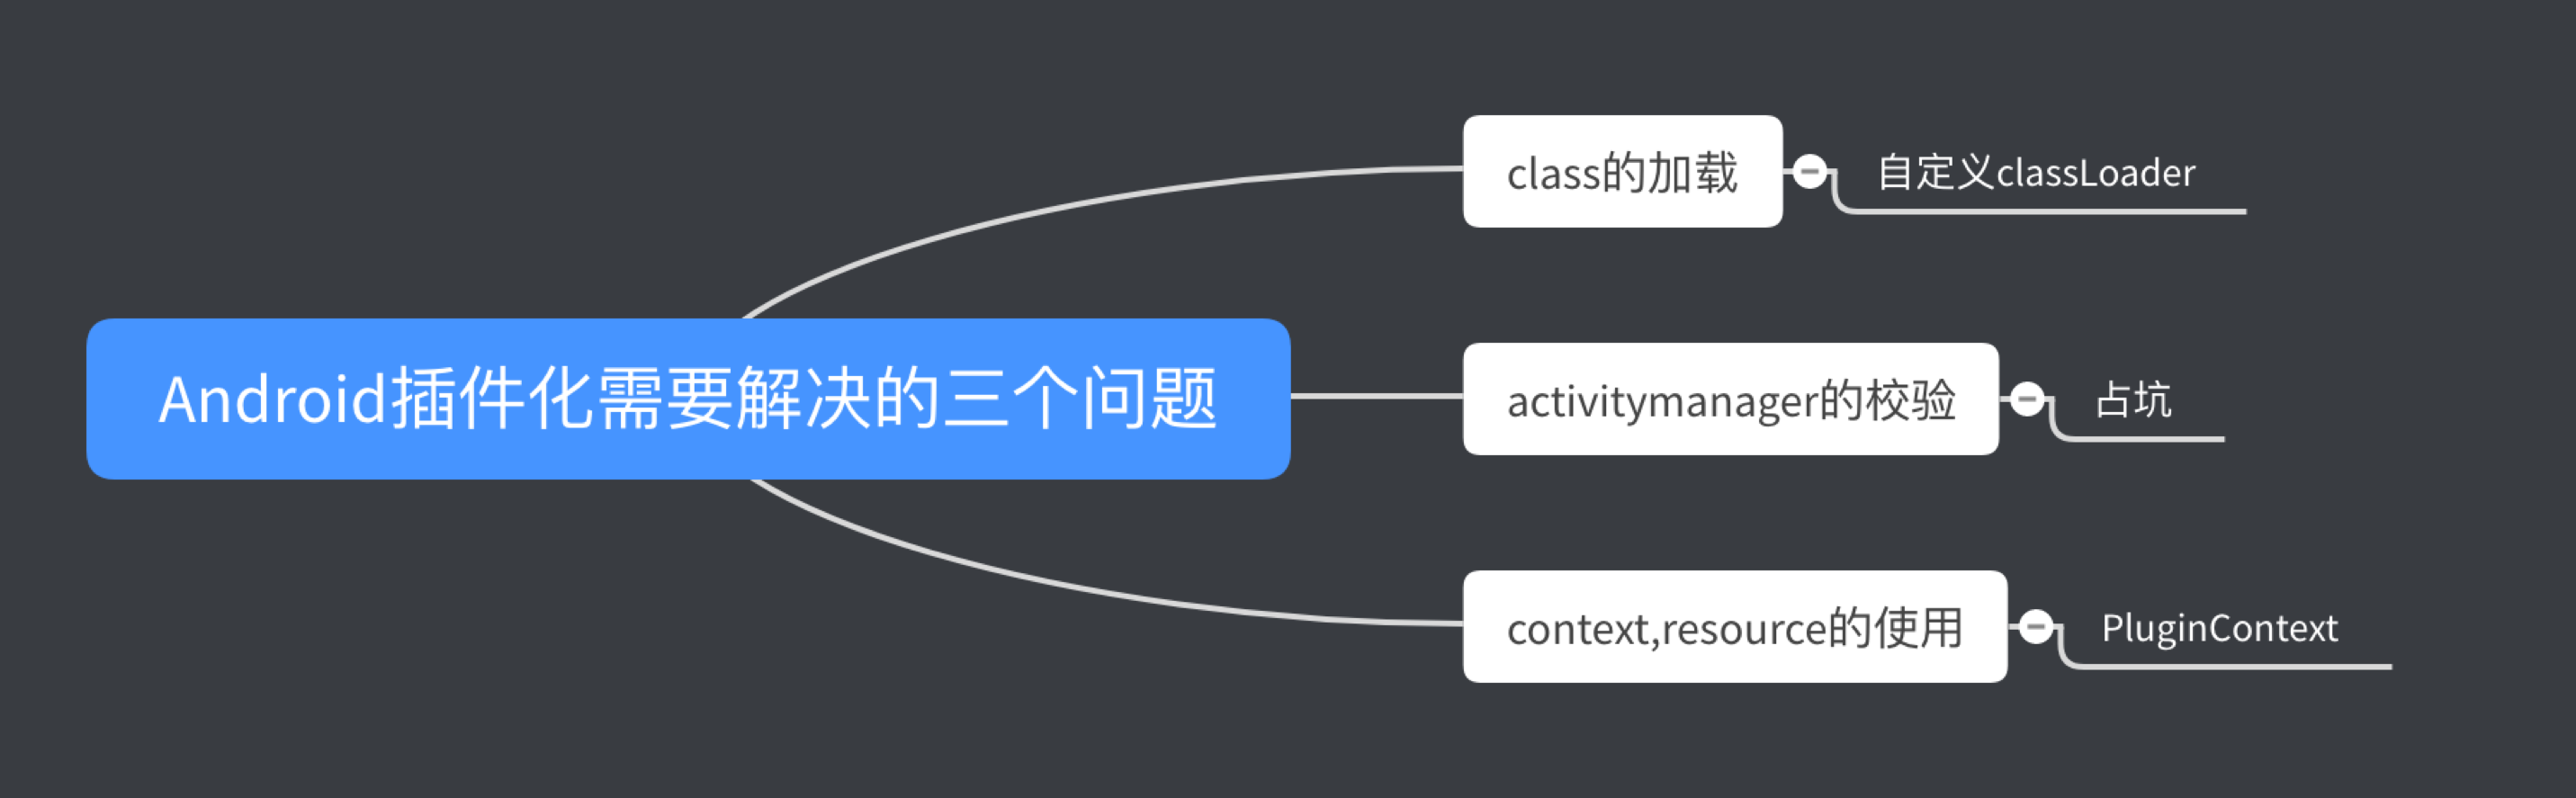 Android插件化需要解决的三个问题
class的加载
自定义classLoader
activitymanager的校验
占坑
context,resource的使用
PluginContext